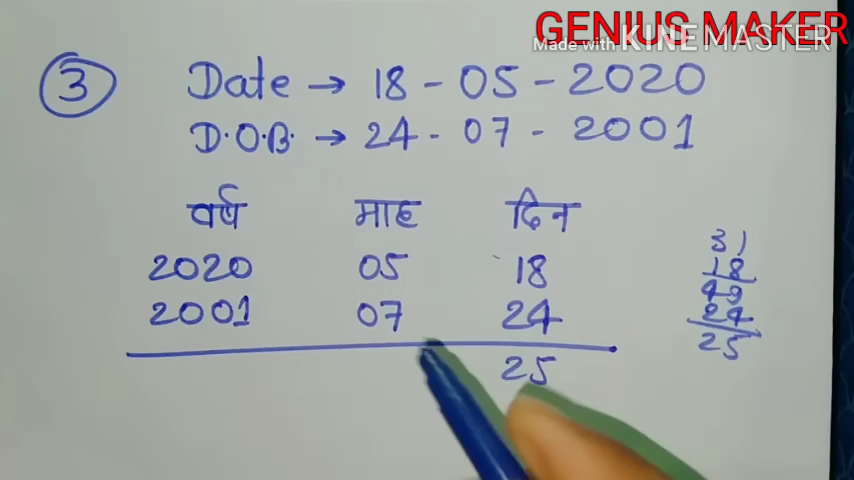 GENIUS MAKER
Made with KINEMASTER
3 Date → 18 - 05 - 2020
D.O.B. → 24 - 07 - 2001
वर्ष माह दिन
2020 05 18
2001 07 24
25
31
18
49
24
25